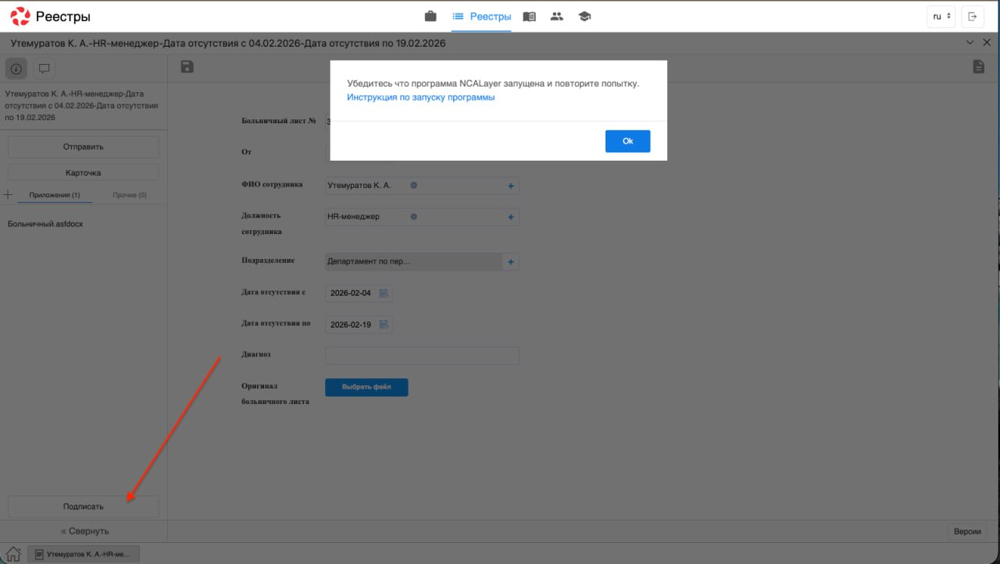 Реестры
Реестры
ru
Утемуратов К. А.-HR-менеджер-Дата отсутствия с 04.02.2026-Дата отсутствия по 19.02.2026
Утемуратов К. А.-HR-менеджер-Дата
отсутствия с 04.02.2026-Дата отсутствия
по 19.02.2026
Отправить
Карточка
Приложения (1)
Прочие (0)
Больничный.asfdocx
Подписать
« Свернуть
Убедитесь что программа NCALayer запущена и повторите попытку.
Инструкция по запуску программы
Ok
Больничный лист №
От
ФИО сотрудника
Утемуратов К. А.
Должность
сотрудника
HR-менеджер
Подразделение
Департамент по пер...
Дата отсутствия с
2026-02-04
Дата отсутствия по
2026-02-19
Диагноз
Оригинал
больничного листа
Выбрать файл
Версии
Утемуратов К. А.-HR-ме...